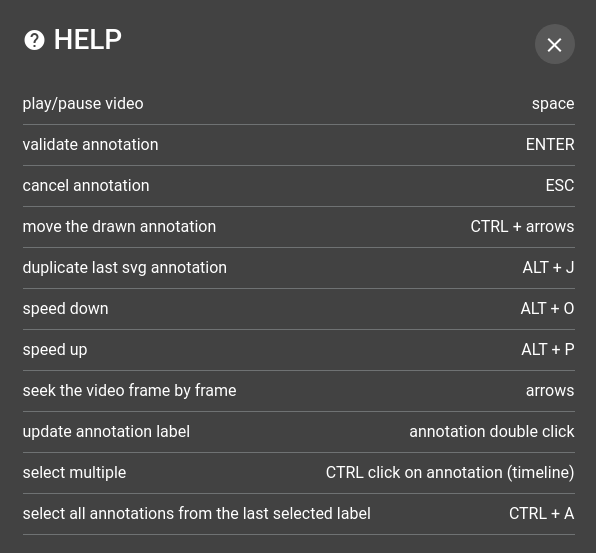 HELP
play/pause video space
validate annotation ENTER
cancel annotation ESC
move the drawn annotation CTRL + arrows
duplicate last svg annotation ALT + J
speed down ALT + O
speed up ALT + P
seek the video frame by frame arrows
update annotation label annotation double click
select multiple CTRL click on annotation (timeline)
select all annotations from the last selected label CTRL + A